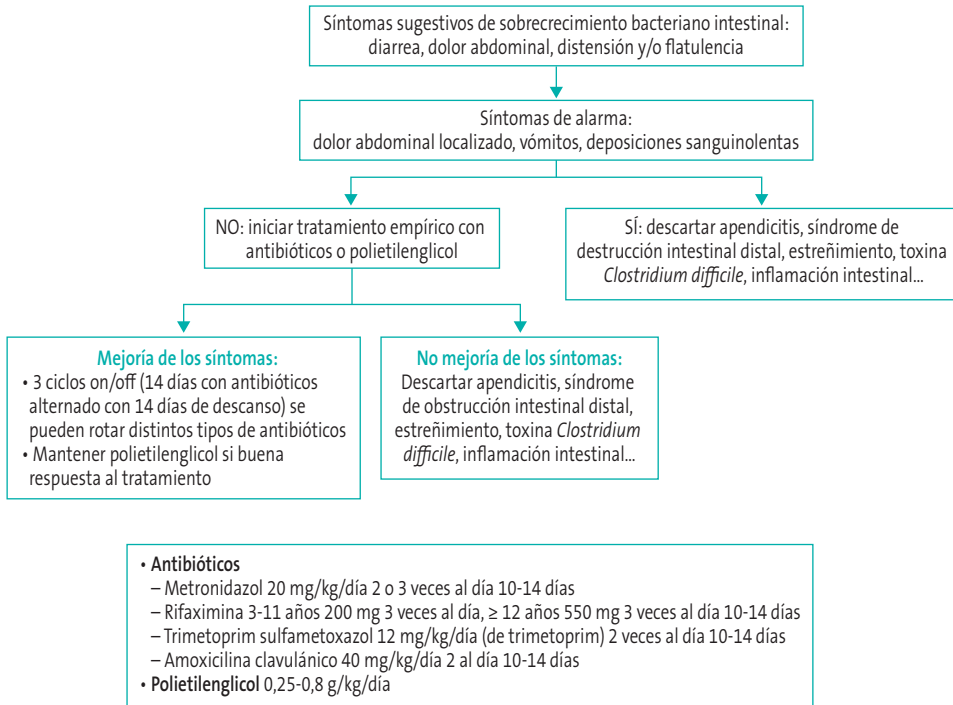 Síntomas sugestivos de sobrecrecimiento bacteriano intestinal:
diarrea, dolor abdominal, distensión y/o flatulencia
Síntomas de alarma:
dolor abdominal localizado, vómitos, deposiciones sanguinolentas
NO: iniciar tratamiento empírico con
antibióticos o polietilenglicol
SÍ: descartar apendicitis, síndrome de
destrucción intestinal distal, estreñimiento, toxina
Clostridium difficile, inflamación intestinal...
Mejoría de los síntomas:
• 3 ciclos on/off (14 días con antibióticos
alternado con 14 días de descanso) se
pueden rotar distintos tipos de antibióticos
• Mantener polietilenglicol si buena
respuesta al tratamiento
No mejoría de los síntomas:
Descartar apendicitis, síndrome
de obstrucción intestinal distal,
estreñimiento, toxina Clostridium
difficile, inflamación intestinal...
• Antibióticos
– Metronidazol 20 mg/kg/día 2 o 3 veces al día 10-14 días
– Rifaximina 3-11 años 200 mg 3 veces al día, ≥ 12 años 550 mg 3 veces al día 10-14 días
– Trimetoprim sulfametoxazol 12 mg/kg/día (de trimetoprim) 2 veces al día 10-14 días
– Amoxicilina clavulánico 40 mg/kg/día 2 al día 10-14 días
• Polietilenglicol 0,25-0,8 g/kg/día